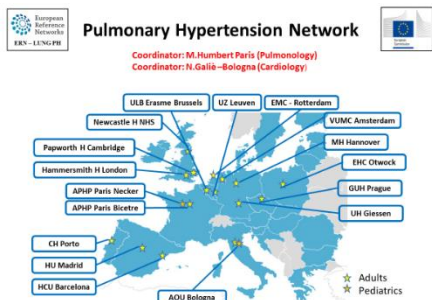 European
Reference
Networks
ERN – LUNG PH
Pulmonary Hypertension Network
European
Commission
Coordinator: M.Humbert Paris (Pulmonology)
Coordinator: N.Galiè –Bologna (Cardiology)
ULB Erasme Brussels
UZ Leuven
EMC - Rotterdam
Newcastle H NHS
VUMC Amsterdam
Papworth H Cambridge
MH Hannover
Hammersmith H London
EHC Otwock
APHP Paris Necker
GUH Prague
APHP Paris Bicetre
UH Giessen
CH Porto
HU Madrid
HCU Barcelona
AOU Bologna
Adults
Pediatrics